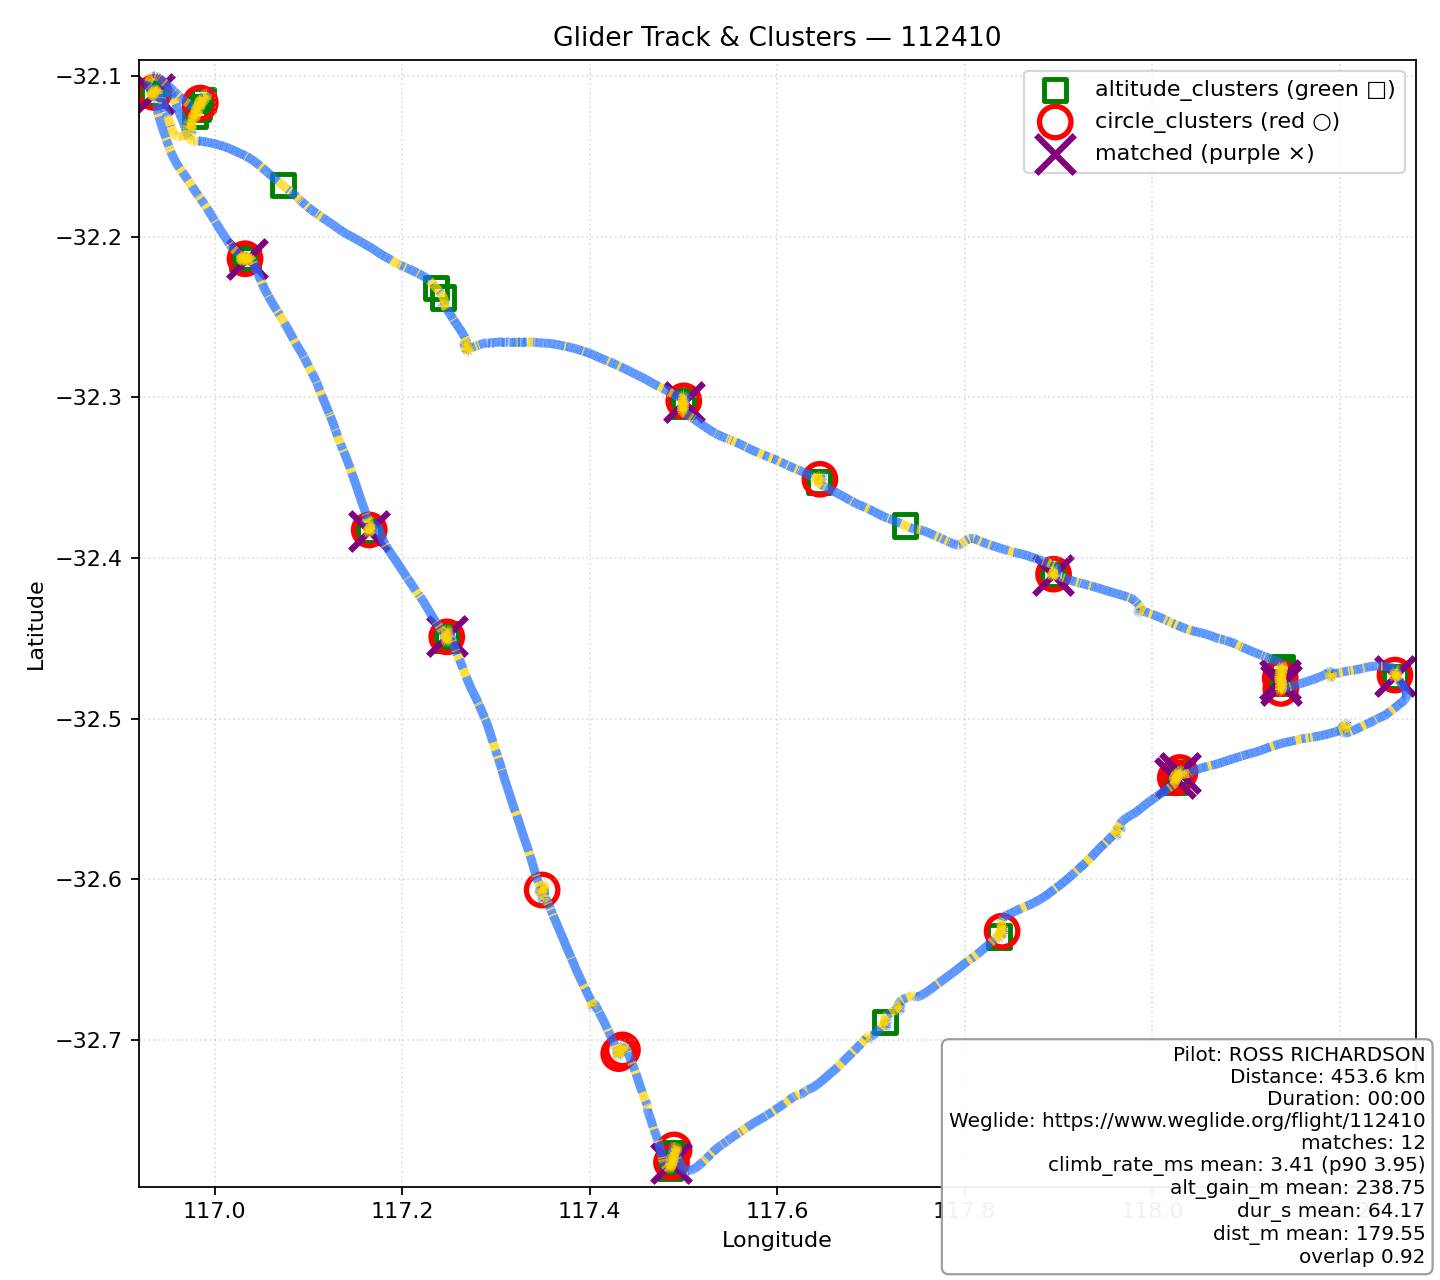 Glider Track & Clusters — 112410
altitude_clusters (green □)
circle_clusters (red ○)
matched (purple ×)
−32.1
−32.2
−32.3
−32.4
−32.5
−32.6
−32.7
Latitude
117.0
117.2
117.4
117.6
117.8
118.0
Longitude
Pilot: ROSS RICHARDSON
Distance: 453.6 km
Duration: 00:00
Weglide: https://www.weglide.org/flight/112410
matches: 12
climb_rate_ms mean: 3.41 (p90 3.95)
alt_gain_m mean: 238.75
dur_s mean: 64.17
dist_m mean: 179.55
overlap 0.92